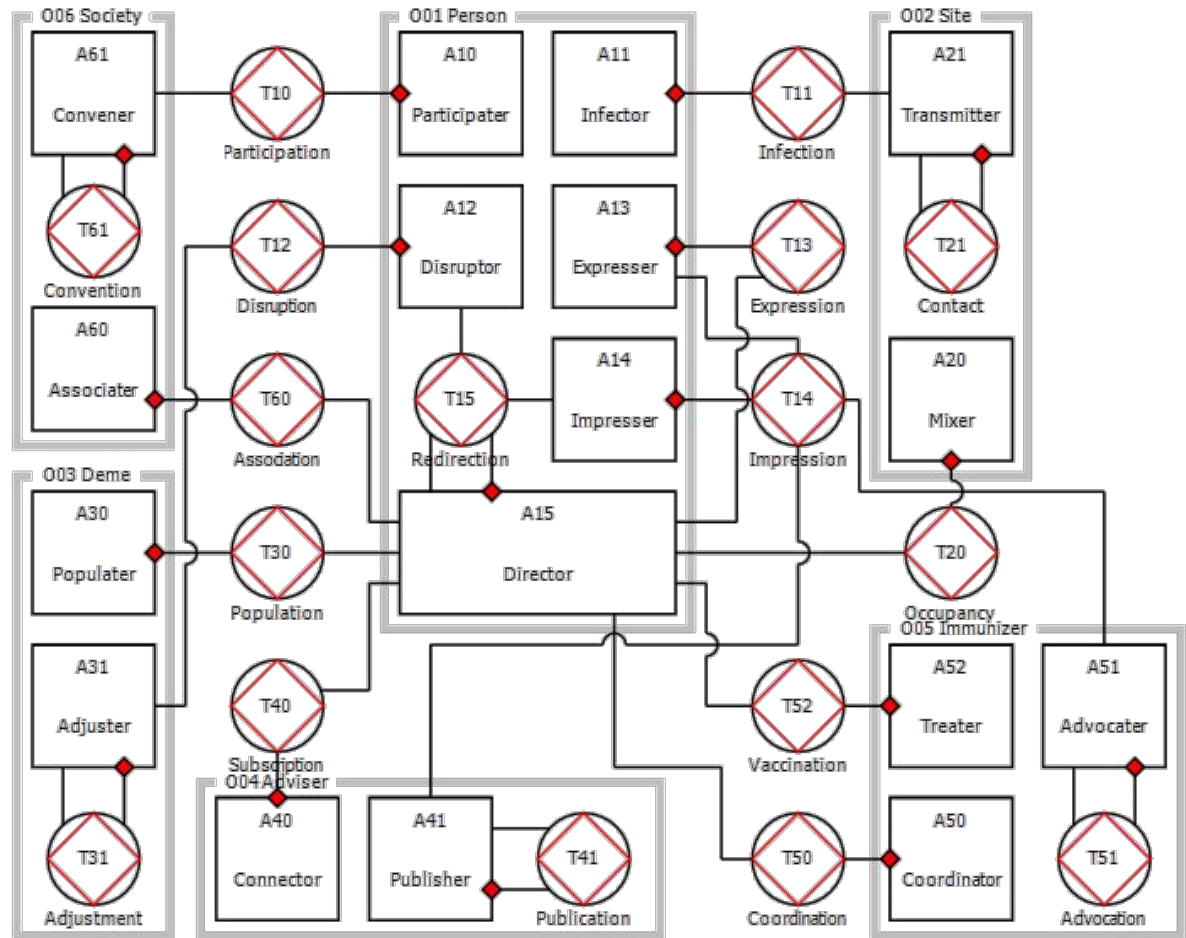 O06 Society
O01 Person
O02 Site
A61
Convener
T10
Participation
A10
Participater
A11
Infector
T11
Infection
A21
Transmitter
T61
Convention
T12
Disruption
A12
Disruptor
A13
Expresser
T13
Expression
T21
Contact
A60
Associater
T60
Association
T15
Redirection
A14
Impresser
T14
Impression
A20
Mixer
O03 Deme
A30
Populater
T30
Population
A15
Director
T20
Occupancy
O05 Immunizer
A31
Adjuster
T40
Subscription
T52
Vaccination
A52
Treater
A51
Advocater
O04 Adviser
T31
Adjustment
A40
Connector
A41
Publisher
T41
Publication
T50
Coordination
A50
Coordinator
T51
Advocation